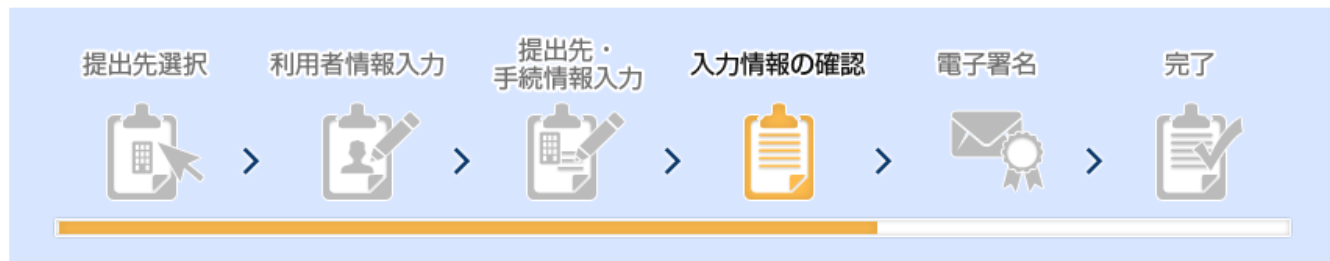 提出先選択
利用者情報入力
提出先・
手続情報入力
入力情報の確認
電子署名
完了